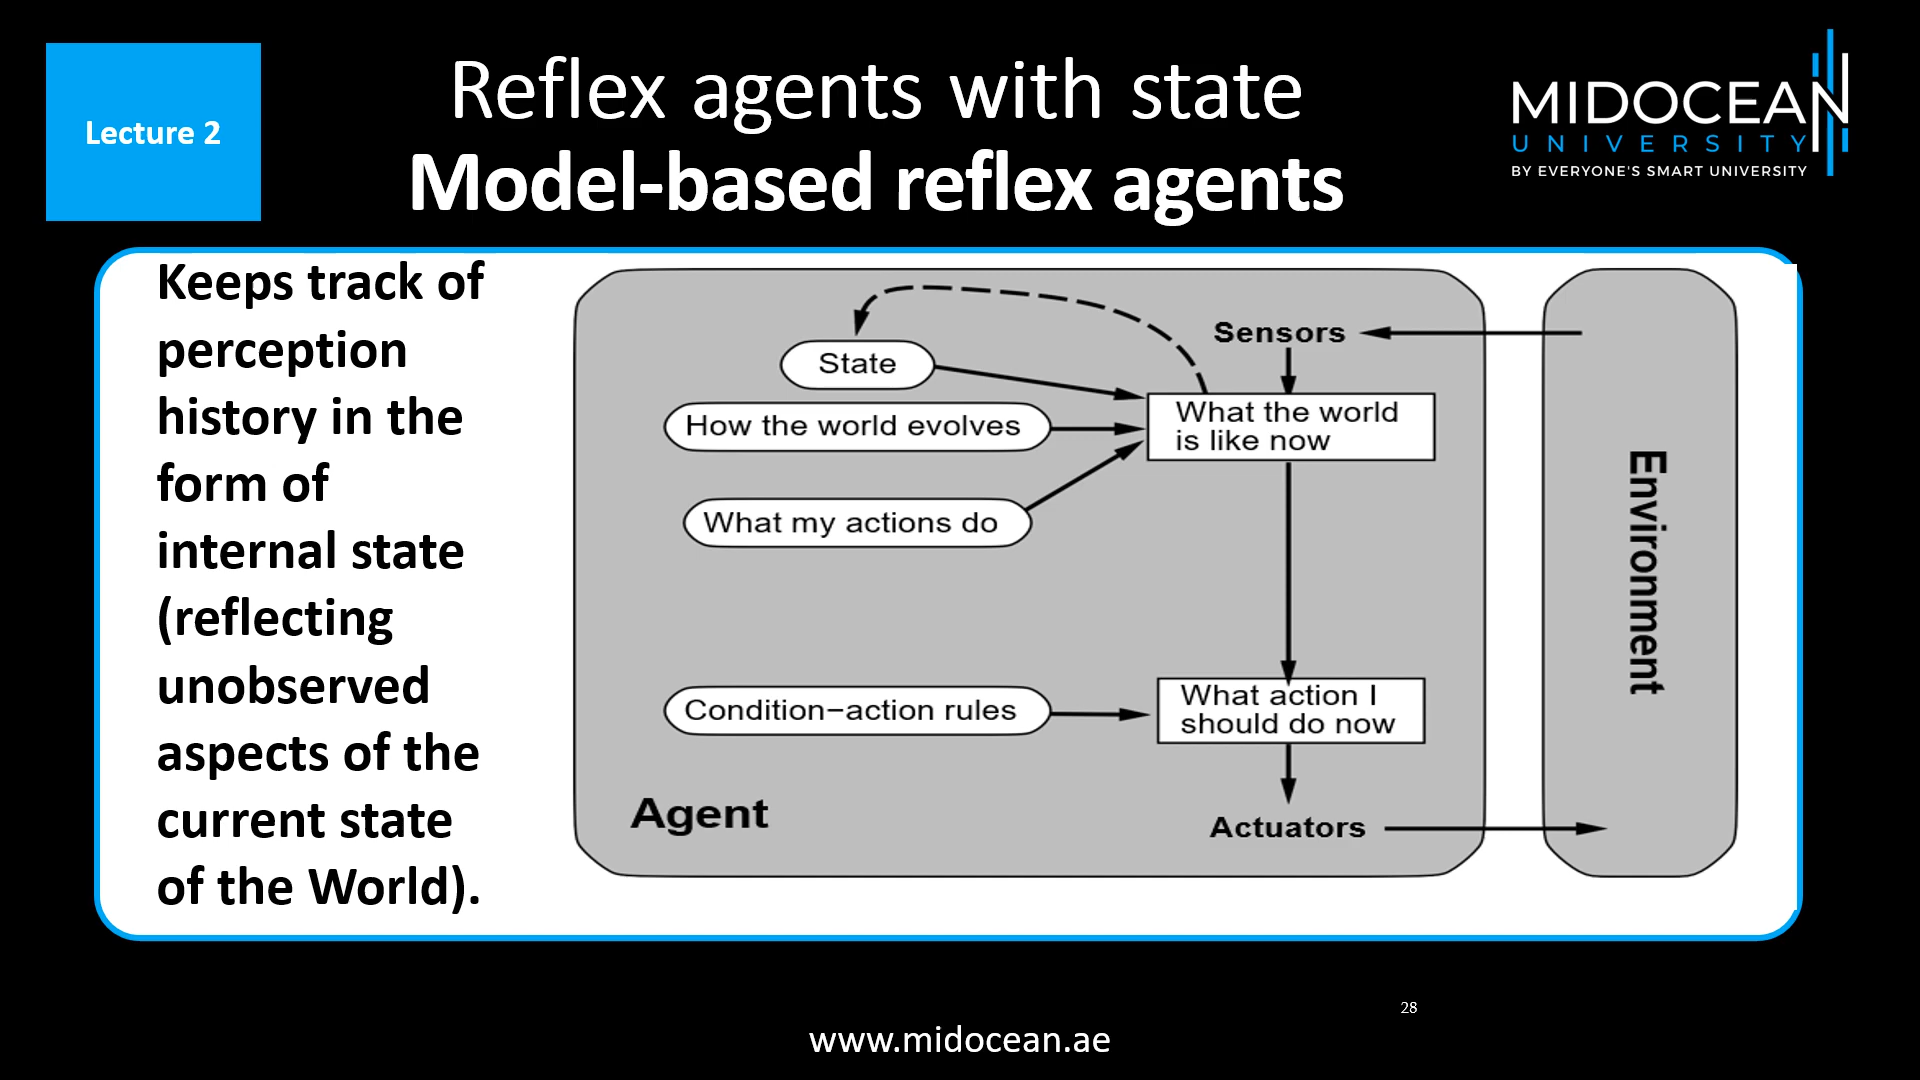 Lecture 2
Reflex agents with state
Model-based reflex agents
MIDOCEAN
UNIVERSITY
BY EVERYONE'S SMART UNIVERSITY
Keeps track of
perception
history in the
form of
internal state
(reflecting
unobserved
aspects of the
current state
of the World).
Sensors
State
What the world
is like now
How the world evolves
What my actions do
Condition−action rules
What action I
should do now
Agent
Actuators
Environment
28
www.midocean.ae